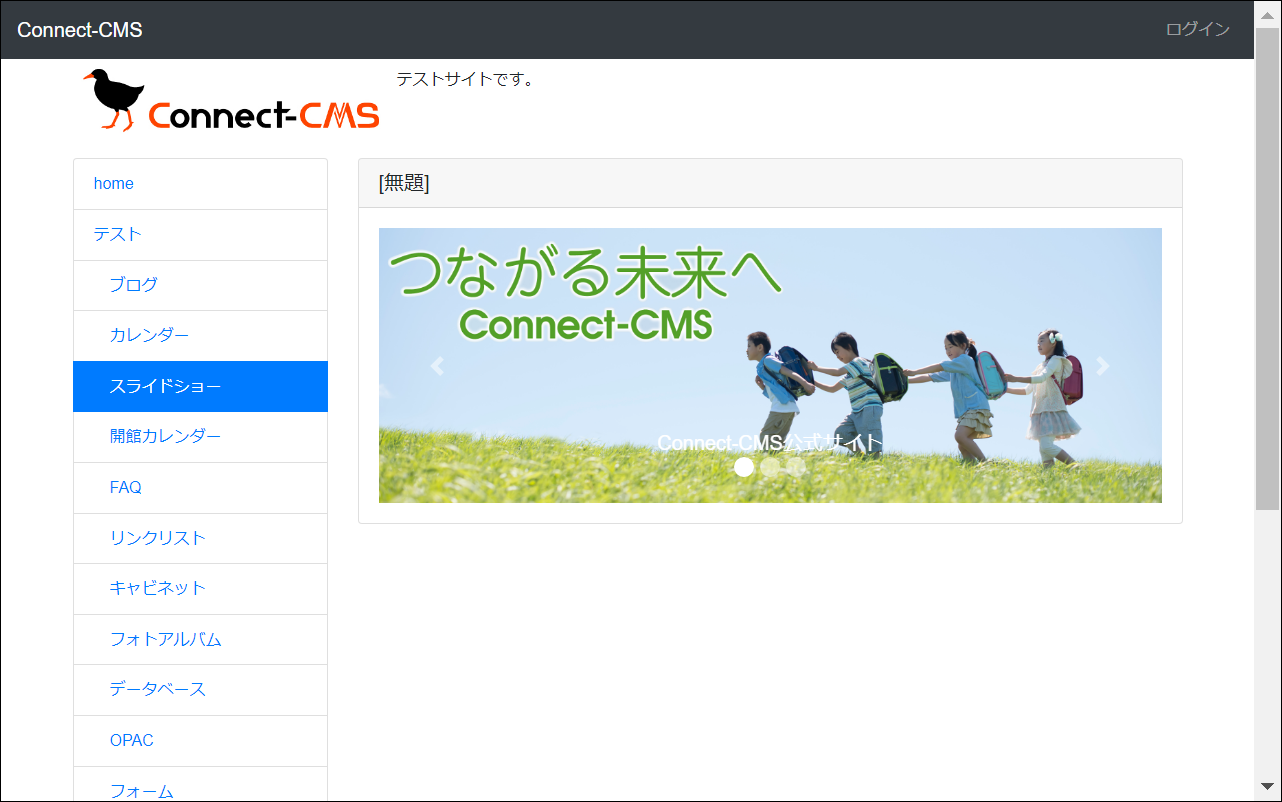 Connect-CMS
ログイン
Connect-CMS
テストサイトです。
home
テスト
ブログ
カレンダー
スライドショー
開館カレンダー
FAQ
リンクリスト
キャビネット
フォトアルバム
データベース
OPAC
フォーム
[無題]
つながる未来へ
Connect-CMS
Connect-CMS公式サイト